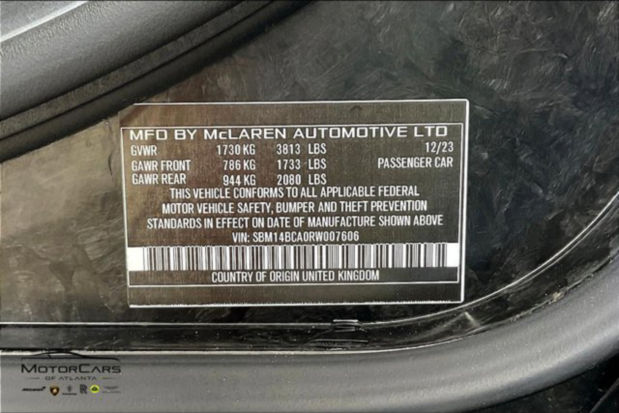 MFD BY McLAREN AUTOMOTIVE LTD
GVWR 1730 KG 3813 LBS 12/23
GAWR FRONT 786 KG 1733 LBS PASSENGER CAR
GAWR REAR 944 KG 2080 LBS
THIS VEHICLE CONFORMS TO ALL APPLICABLE FEDERAL
MOTOR VEHICLE SAFETY, BUMPER AND THEFT PREVENTION
STANDARDS IN EFFECT ON DATE OF MANUFACTURE SHOWN ABOVE
VIN: SBM14BCA0RW007606
COUNTRY OF ORIGIN UNITED KINGDOM
MOTORCARS
OF ATLANTA